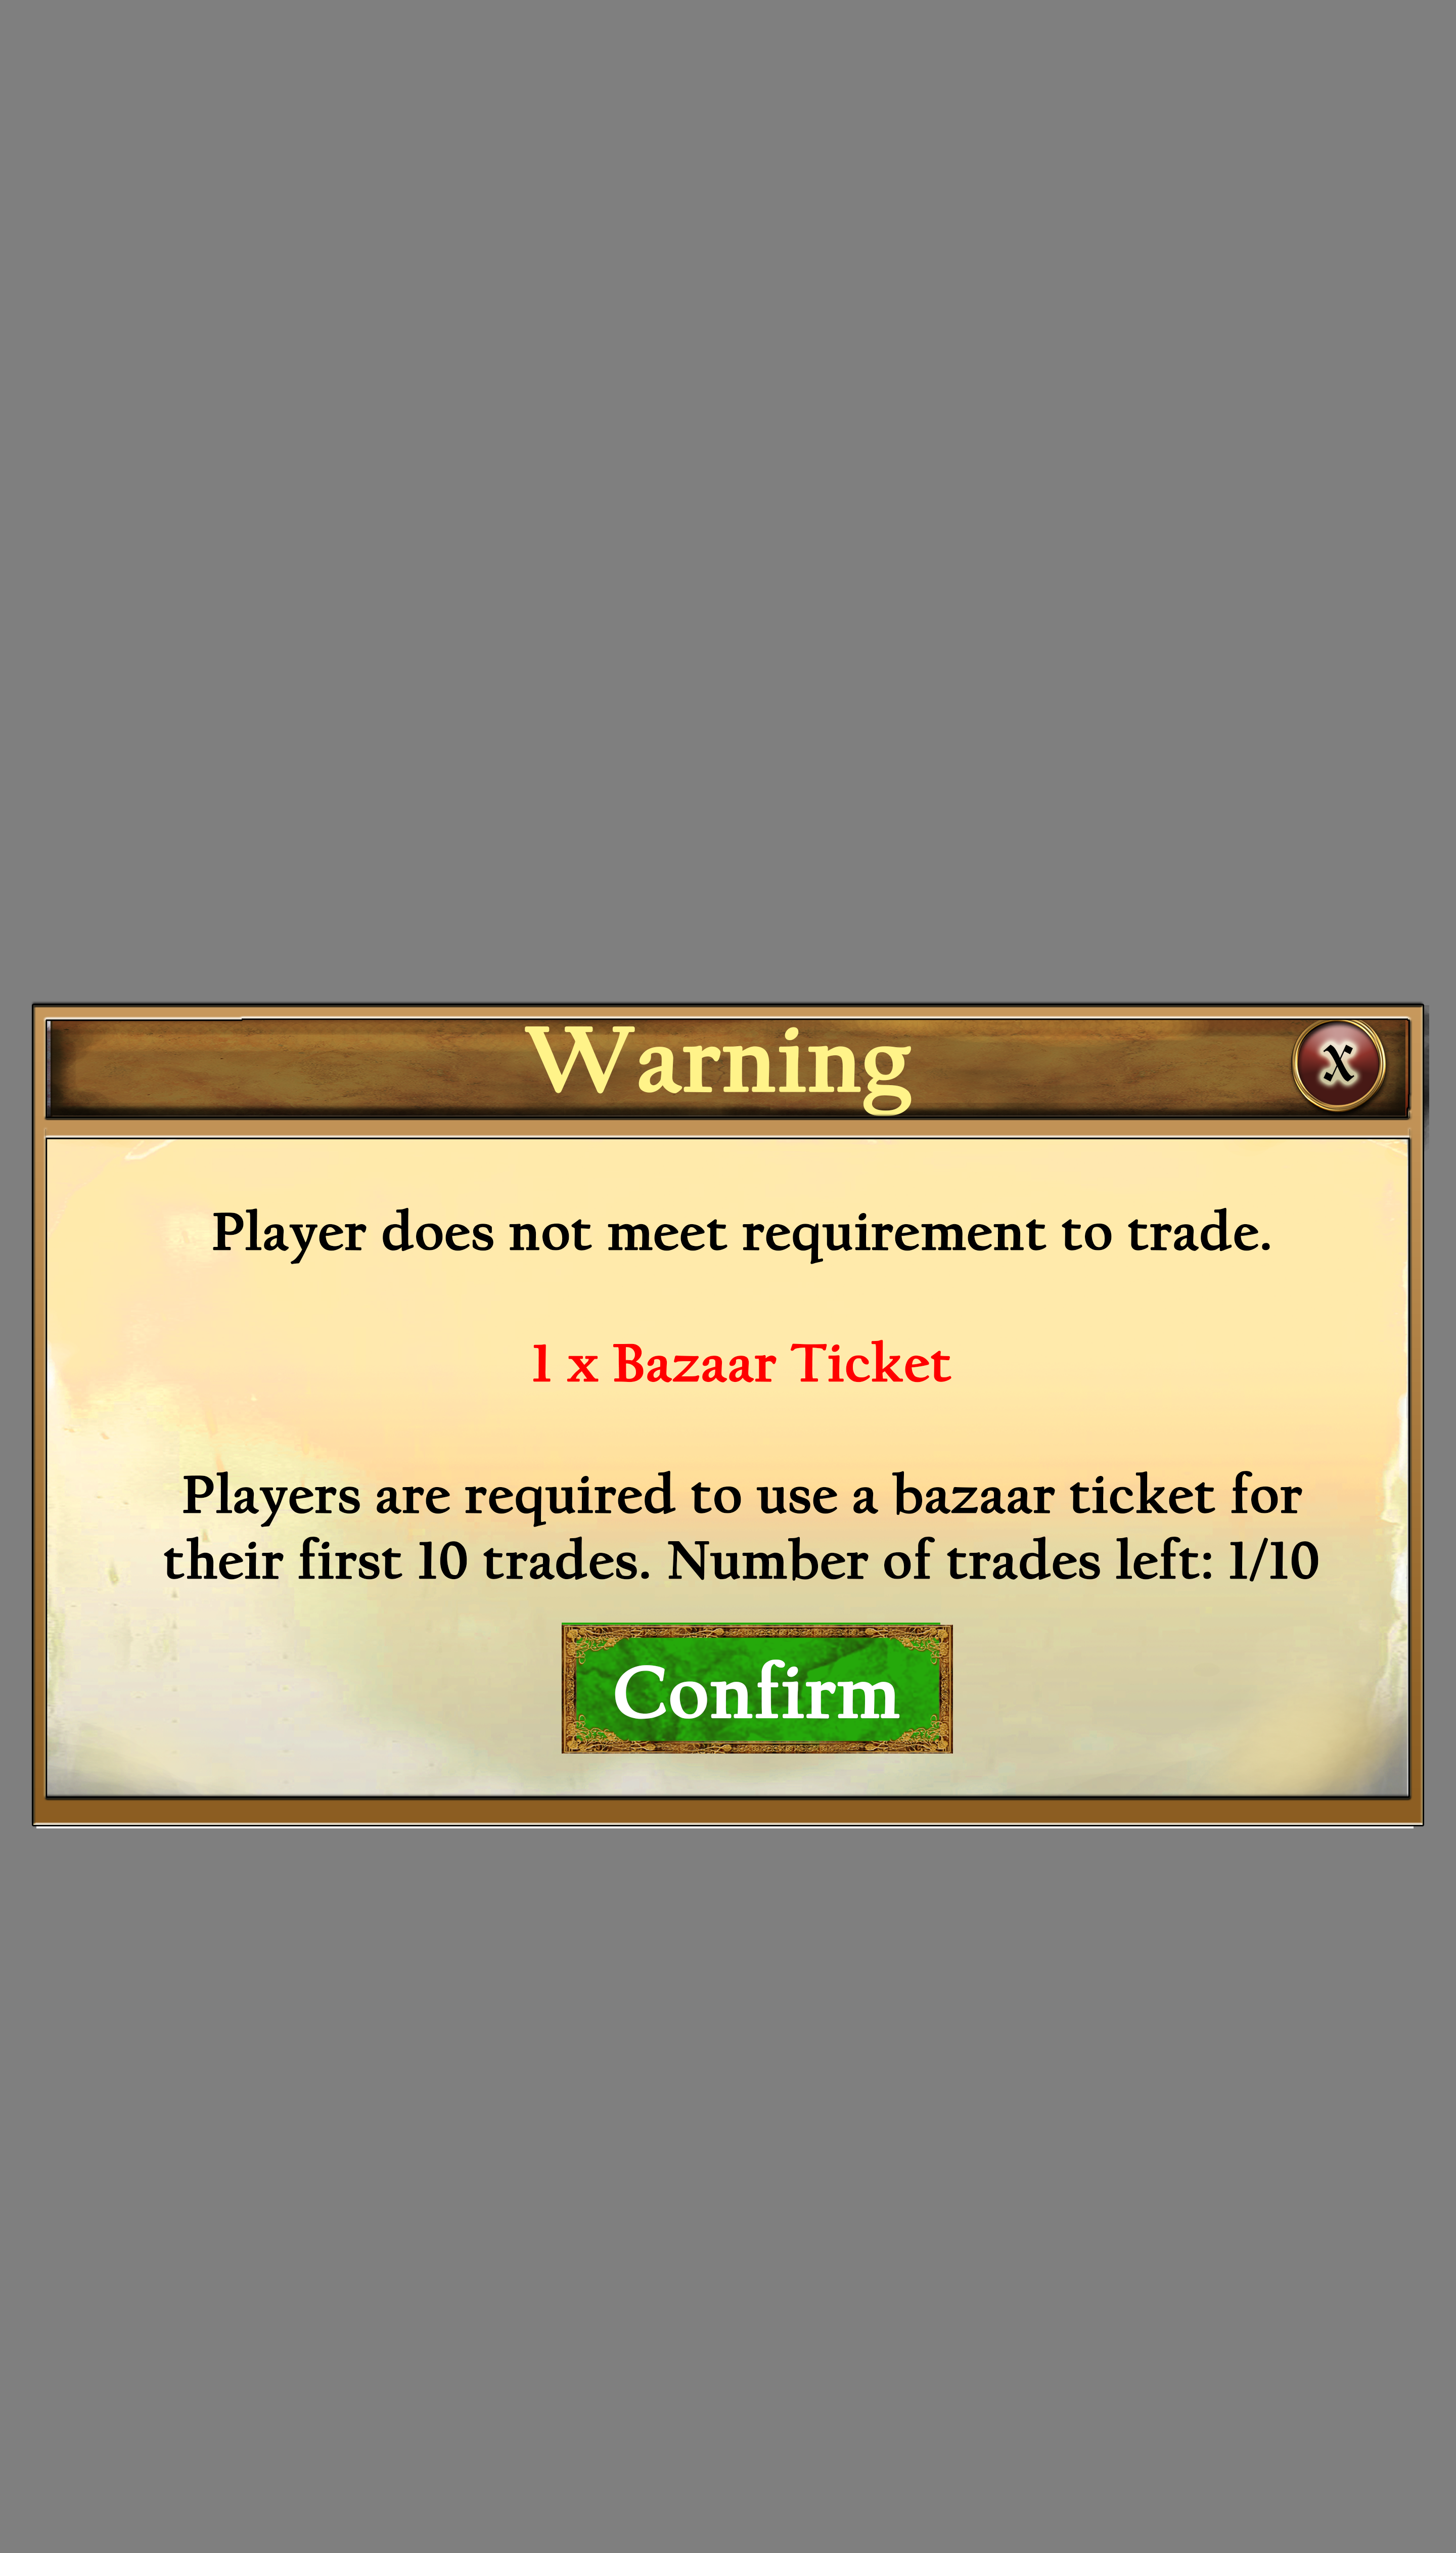 Warning
X
Player does not meet requirement to trade.
1 x Bazaar Ticket
Players are required to use a bazaar ticket for
their first 10 trades. Number of trades left: 1/10
Confirm